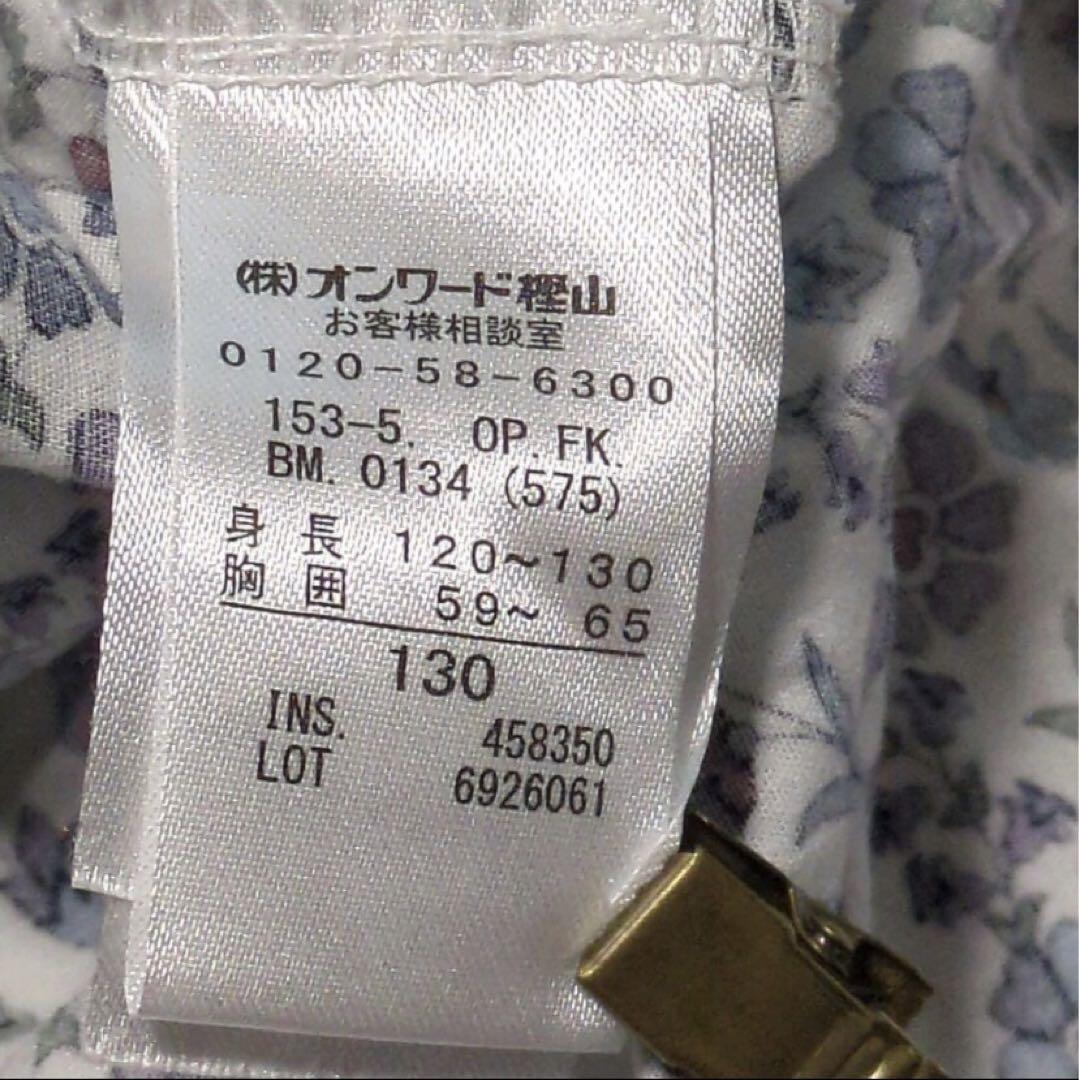 (株)オンワード樫山
お客様相談室
0120-58-6300
153-5. OP.FK.
BM. 0134 (575)
身長 120~130
胸囲 59~ 65
130
INS. 458350
LOT 6926061